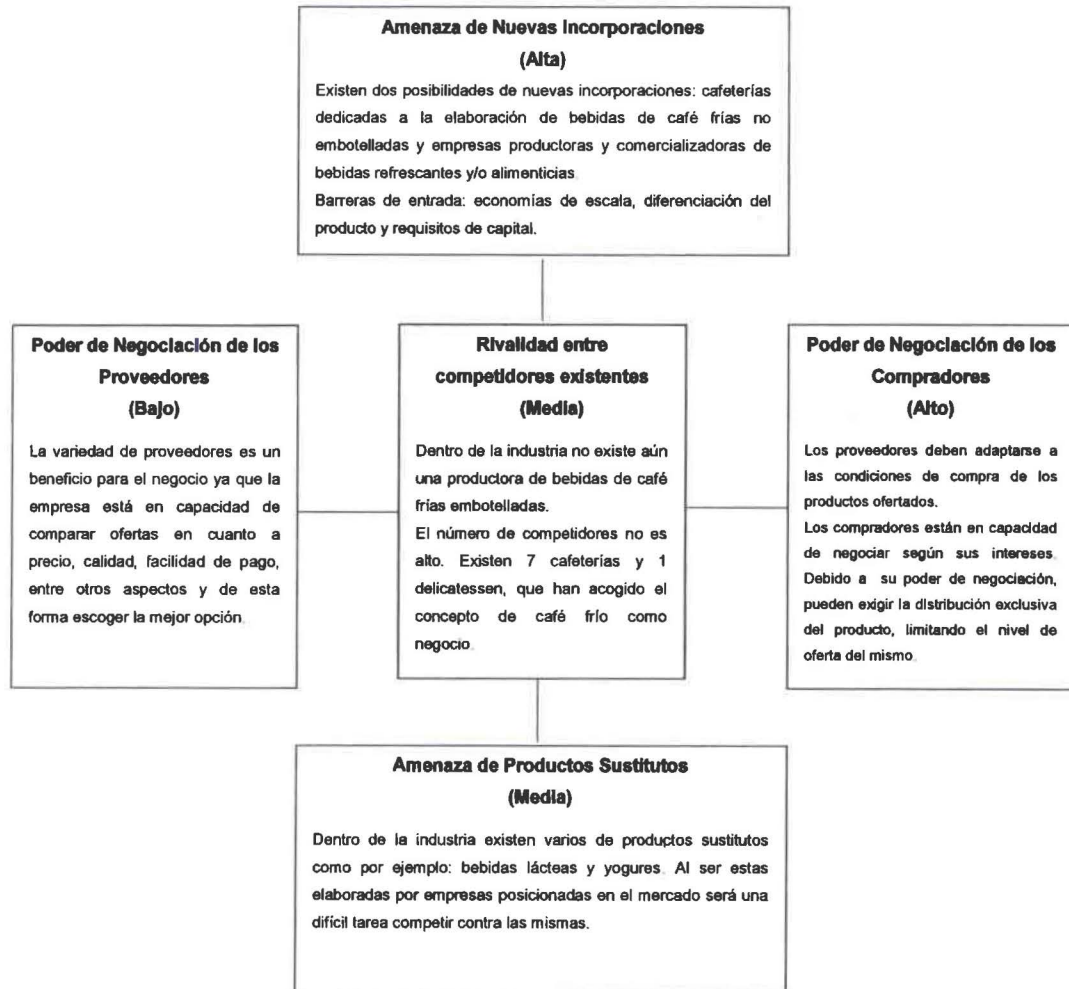 Amenaza de Nuevas Incorporaciones
(Alta)
Existen dos posibilidades de nuevas incorporaciones: cafeterías
dedicadas a la elaboración de bebidas de café frías no
embotelladas y empresas productoras y comercializadoras de
bebidas refrescantes y/o alimenticias.
Barreras de entrada: economías de escala, diferenciación del
producto y requisitos de capital.
Poder de Negociación de los
Proveedores
(Bajo)
La variedad de proveedores es un
beneficio para el negocio ya que la
empresa está en capacidad de
comparar ofertas en cuanto a
precio, calidad, facilidad de pago,
entre otros aspectos y de esta
forma escoger la mejor opción.
Rivalidad entre
competidores existentes
(Media)
Dentro de la industria no existe aún
una productora de bebidas de café
frías embotelladas.
El número de competidores no es
alto. Existen 7 cafeterías y 1
delicatessen, que han acogido el
concepto de café frío como
negocio.
Poder de Negociación de los
Compradores
(Alto)
Los proveedores deben adaptarse a
las condiciones de compra de los
productos ofertados.
Los compradores están en capacidad
de negociar según sus intereses.
Debido a su poder de negociación,
pueden exigir la distribución exclusiva
del producto, limitando el nivel de
oferta del mismo.
Amenaza de Productos Sustitutos
(Media)
Dentro de la industria existen varios de productos sustitutos
como por ejemplo: bebidas lácteas y yogures. Al ser estas
elaboradas por empresas posicionadas en el mercado será una
difícil tarea competir contra las mismas.